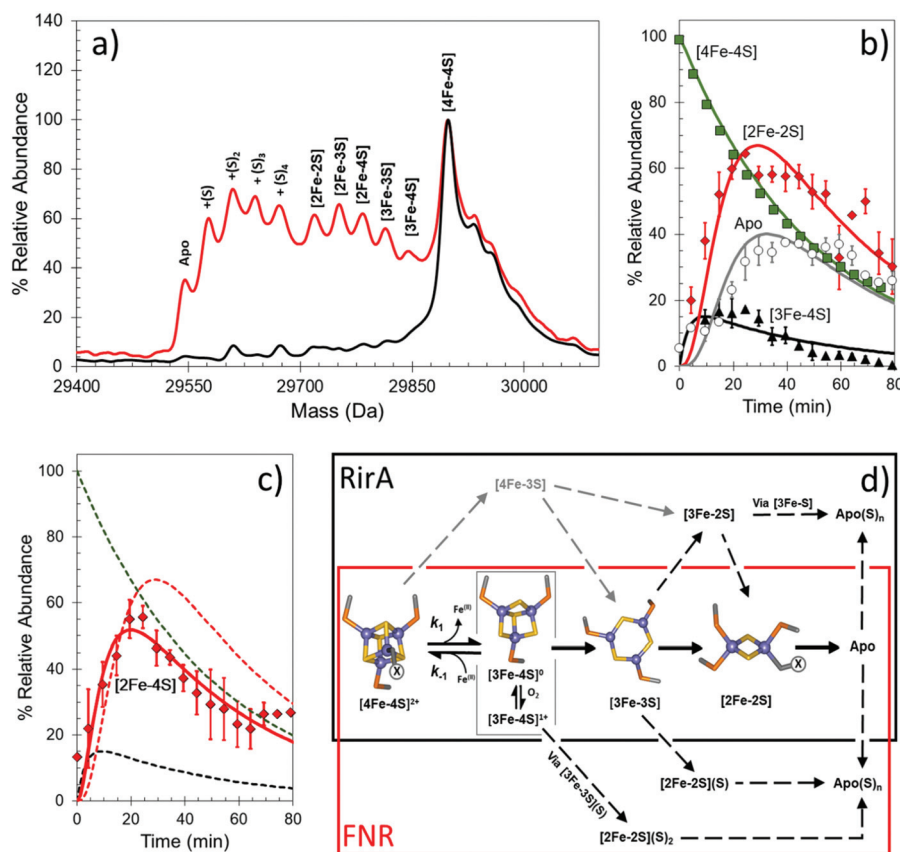 a)
% Relative Abundance
140
120
100
80
60
40
20
0
29400
29550
29700
29850
30000
Mass (Da)
Apo
+(S)
+(S)2
+(S)3
+(S)4
[2Fe-2S]
[2Fe-3S]
[2Fe-4S]
[3Fe-3S]
[3Fe-4S]
[4Fe-4S]
b)
% Relative Abundance
100
80
60
40
20
0
0
20
40
60
80
Time (min)
[4Fe-4S]
[2Fe-2S]
Apo
[3Fe-4S]
c)
% Relative Abundance
100
80
60
40
20
0
0
20
40
60
80
Time (min)
[2Fe-4S]
d)
RirA
[4Fe-3S]
[3Fe-2S]
Via [3Fe-S]
Apo(S)n
k1
Fe(II)
k-1
Fe(II)
X
[4Fe-4S]2+
[3Fe-4S]0
O2
[3Fe-4S]1+
[3Fe-3S]
X
[2Fe-2S]
Apo
Via [3Fe-3S](S)
[2Fe-2S](S)
Apo(S)n
[2Fe-2S](S)2
FNR